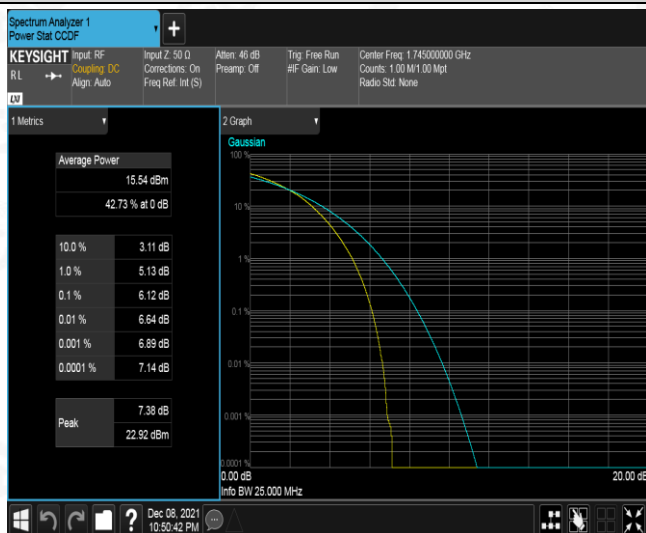 Spectrum Analyzer 1
Power Stat CCDF
+
KEYSIGHT
RL
LXI
Input: RF
Coupling: DC
Align: Auto
Input Z: 50 Ω
Corrections: On
Freq Ref: Int (S)
Atten: 46 dB
Preamp: Off
Trig: Free Run
#IF Gain: Low
Center Freq: 1.745000000 GHz
Counts: 1.00 M/1.00 Mpt
Radio Std: None
1 Metrics
Average Power
15.54 dBm
42.73 % at 0 dB
10.0 % 3.11 dB
1.0 % 5.13 dB
0.1 % 6.12 dB
0.01 % 6.64 dB
0.001 % 6.89 dB
0.0001 % 7.14 dB
Peak
7.38 dB
22.92 dBm
2 Graph
Gaussian
100 %
10 %
1 %
0.1 %
0.01 %
0.001 %
0.0001 %
0.00 dB
20.00 dB
Info BW 25.000 MHz
?
Dec 08, 2021
10:50:42 PM